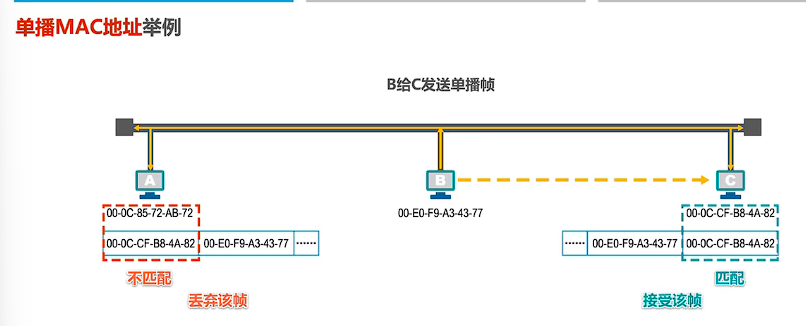 单播MAC地址举例
B给C发送单播帧
A
B
C
00-0C-85-72-AB-72
00-E0-F9-A3-43-77
00-0C-CF-B8-4A-82
00-0C-CF-B8-4A-82 00-E0-F9-A3-43-77 ······
······ 00-E0-F9-A3-43-77 00-0C-CF-B8-4A-82
不匹配
匹配
丢弃该帧
接受该帧